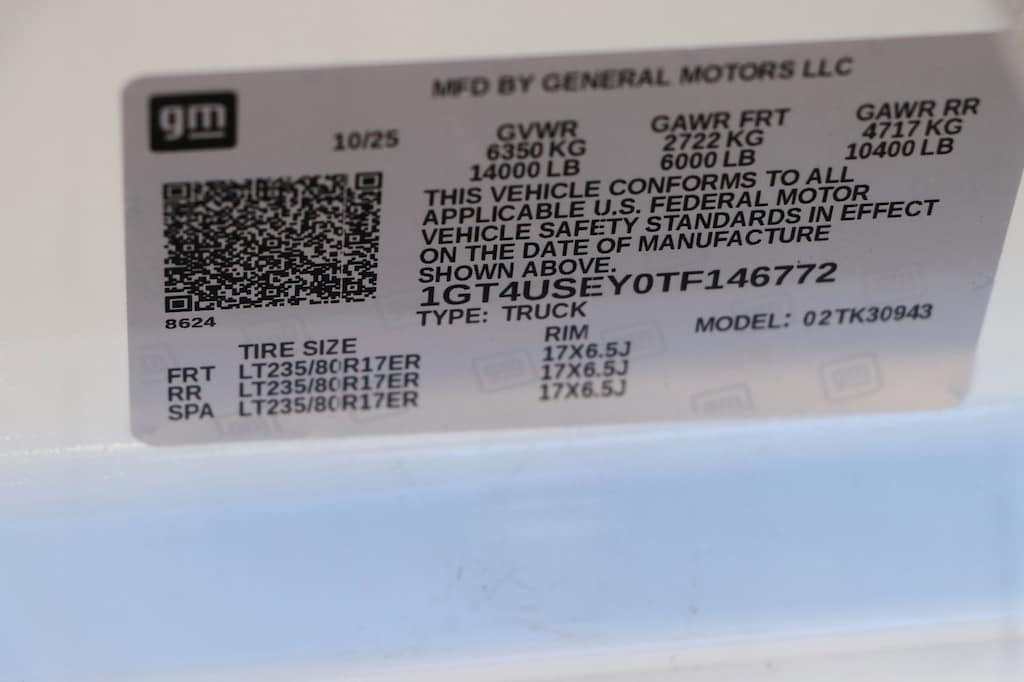 MFD BY GENERAL MOTORS LLC
gm
10/25
GVWR GAWR FRT GAWR RR
6350 KG 2722 KG 4717 KG
14000 LB 6000 LB 10400 LB
THIS VEHICLE CONFORMS TO ALL
APPLICABLE U.S. FEDERAL MOTOR
VEHICLE SAFETY STANDARDS IN EFFECT
ON THE DATE OF MANUFACTURE
SHOWN ABOVE.
1GT4USEY0TF146772
8624
TYPE: TRUCK MODEL: 02TK30943
TIRE SIZE RIM
FRT LT235/80R17ER 17X6.5J
RR LT235/80R17ER 17X6.5J
SPA LT235/80R17ER 17X6.5J